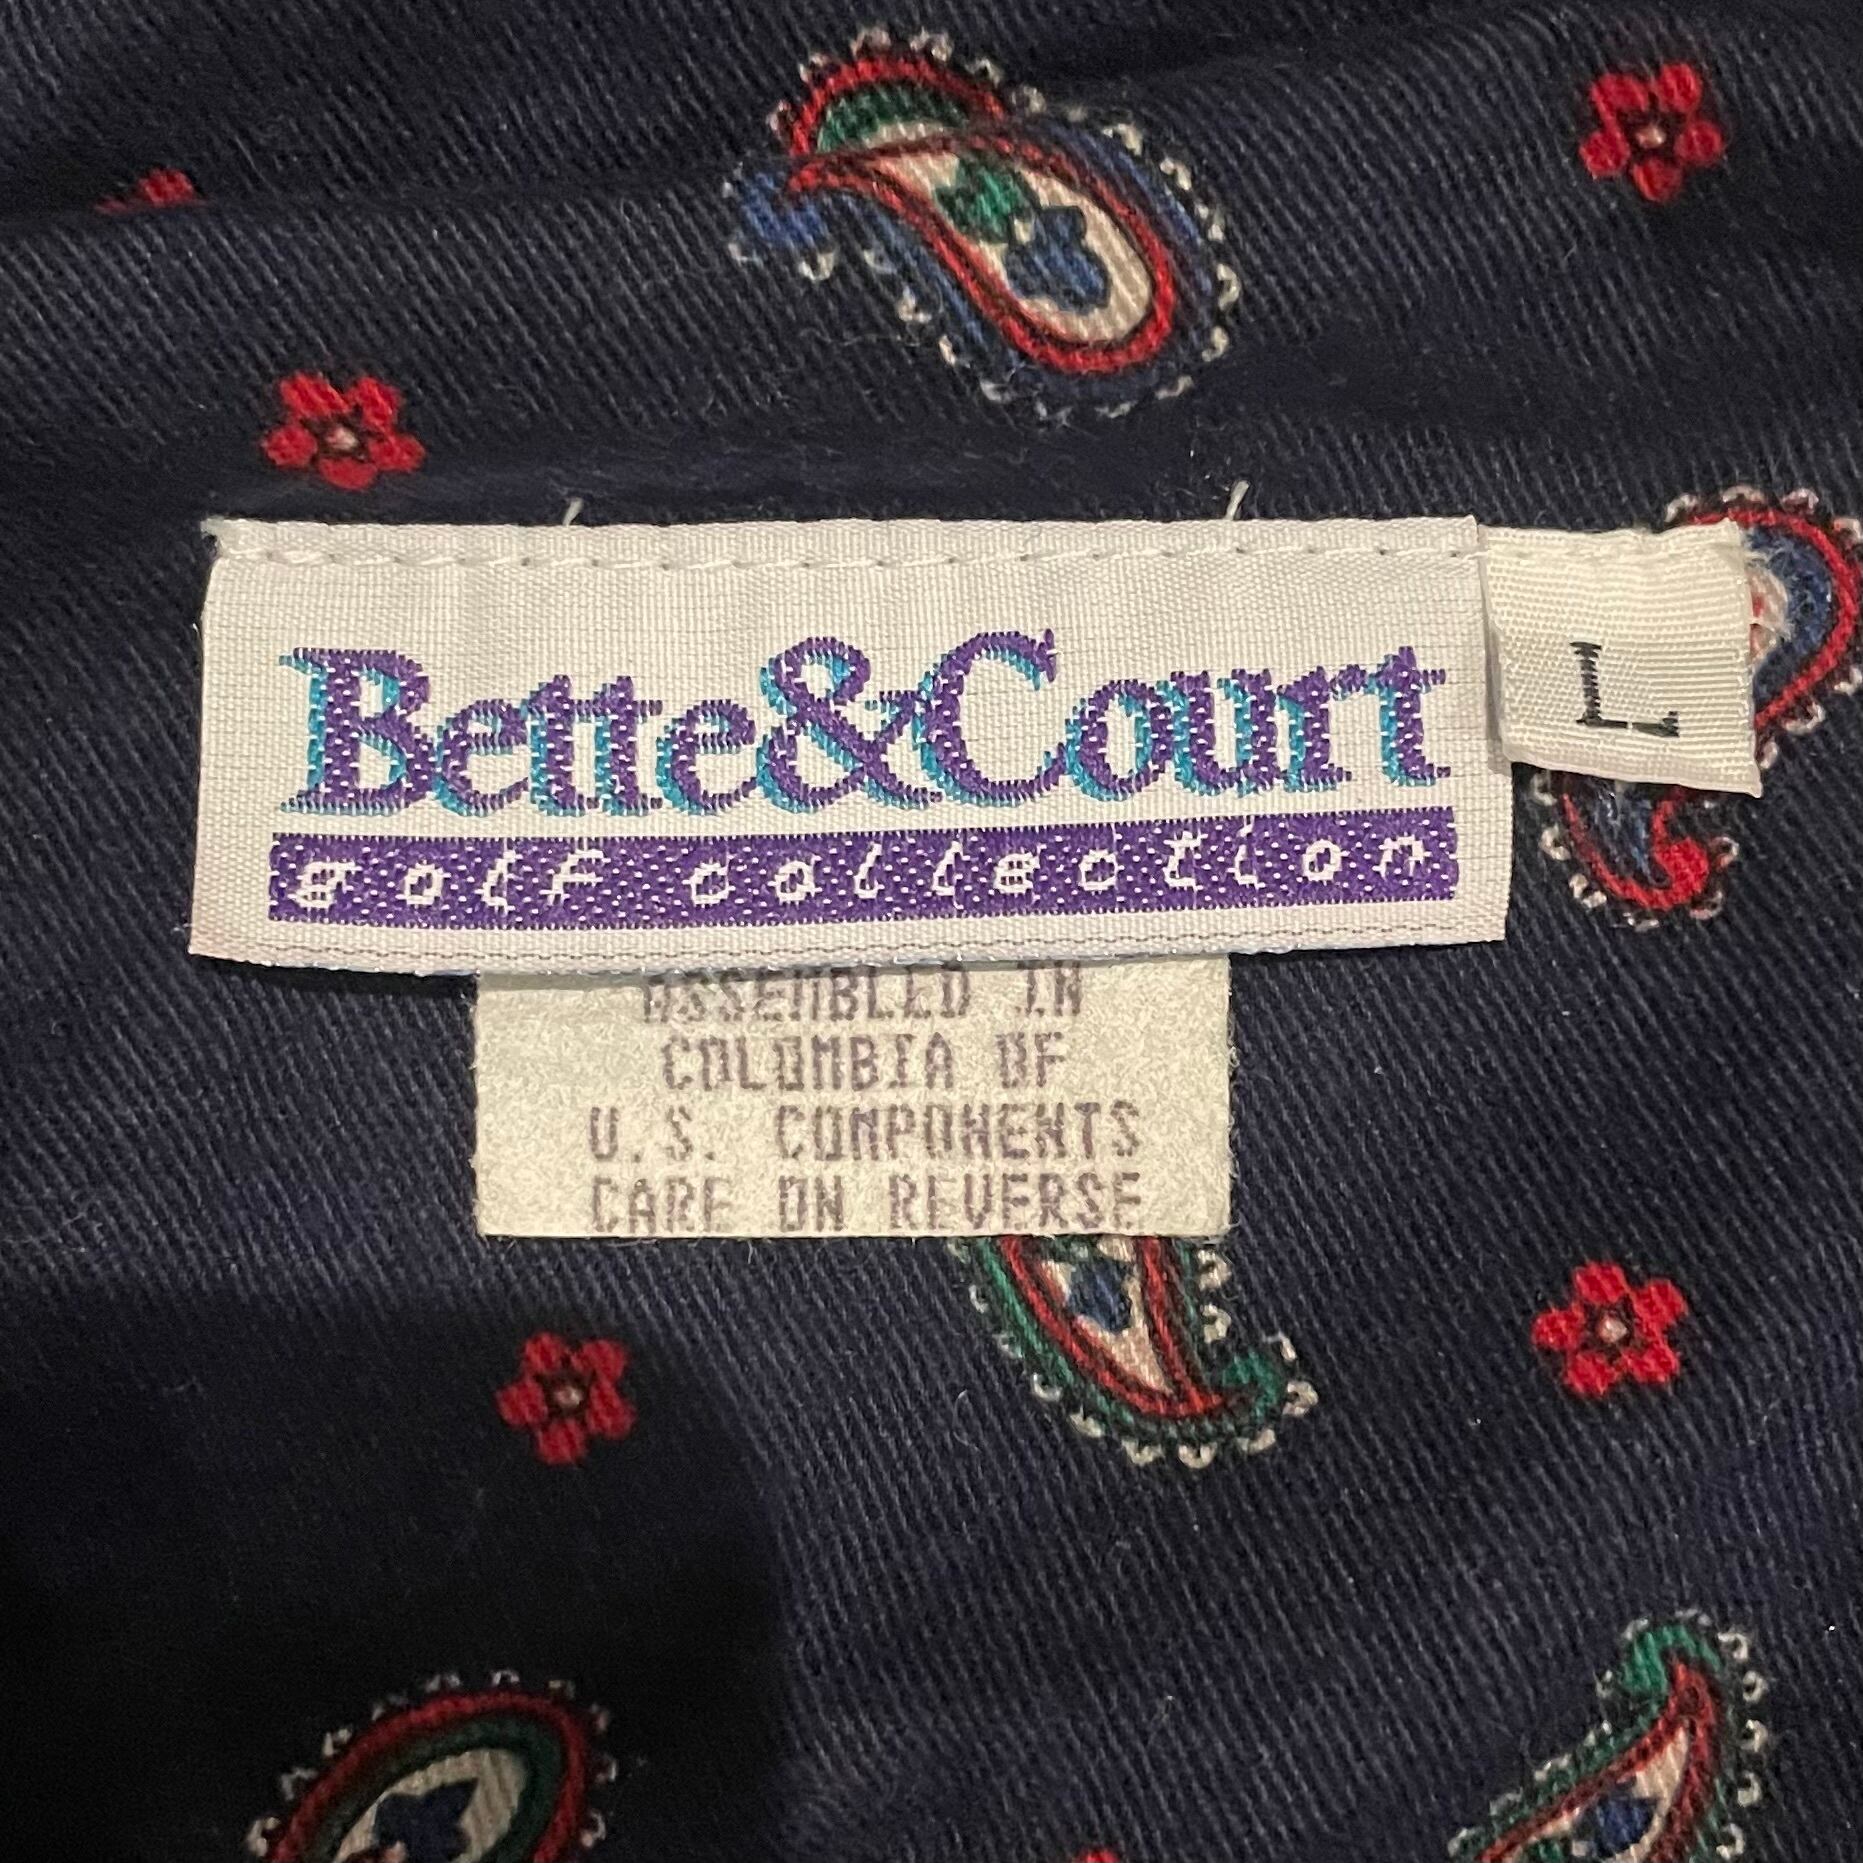 Bette&Court
golf collection
L
ASSEMBLED IN
COLOMBIA OF
U.S. COMPONENTS
CARE ON REVERSE